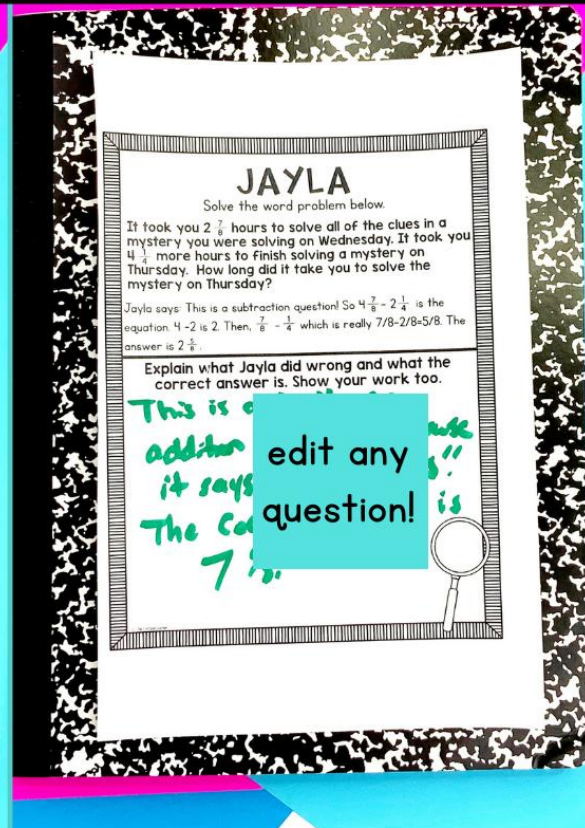 JAYLA
Solve the word problem below.
It took you 2 7/8 hours to solve all of the clues in a
mystery you were solving on Wednesday. It took you
4 1/4 more hours to finish solving a mystery on
Thursday. How long did it take you to solve the
mystery on Thursday?
Jayla says: This is a subtraction question! So 4 7/8 - 2 1/4 is the
equation. 4 -2 is 2. Then, 7/8 - 1/4 which is really 7/8-2/8=5/8. The
answer is 2 5/8.
Explain what Jayla did wrong and what the
correct answer is. Show your work too.
This is
addition
it says
The
is
7
edit any
question!